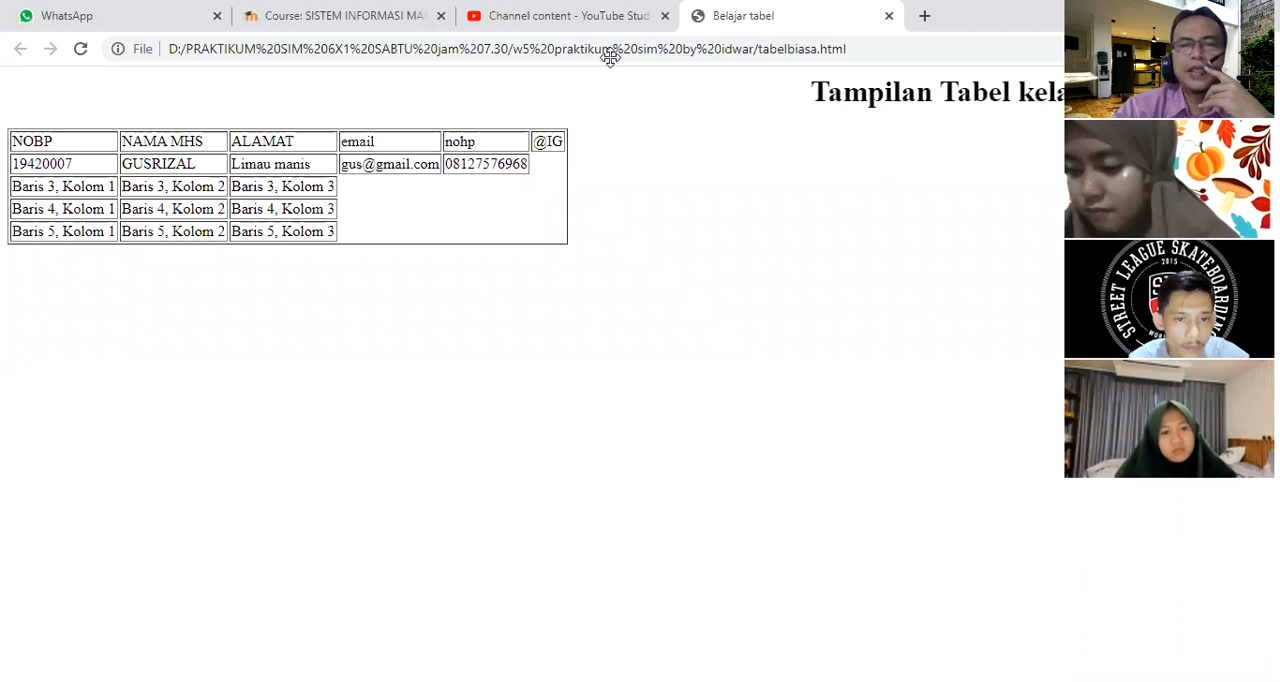 WhatsApp
Course: SISTEM INFORMASI MA
Channel content - YouTube Stud
Belajar tabel
File
D:/PRAKTIKUM%20SIM%206X1%20SABTU%20jam%207.30/w5%20praktikum%20sim%20by%20idwar/tabelbiasa.html
Tampilan Tabel kela
NOBP NAMA MHS ALAMAT email nohp @IG
19420007 GUSRIZAL Limau manis gus@gmail.com 08127576968
Baris 3, Kolom 1 Baris 3, Kolom 2 Baris 3, Kolom 3
Baris 4, Kolom 1 Baris 4, Kolom 2 Baris 4, Kolom 3
Baris 5, Kolom 1 Baris 5, Kolom 2 Baris 5, Kolom 3
STREET LEAGUE SKATEBOARDING
2015